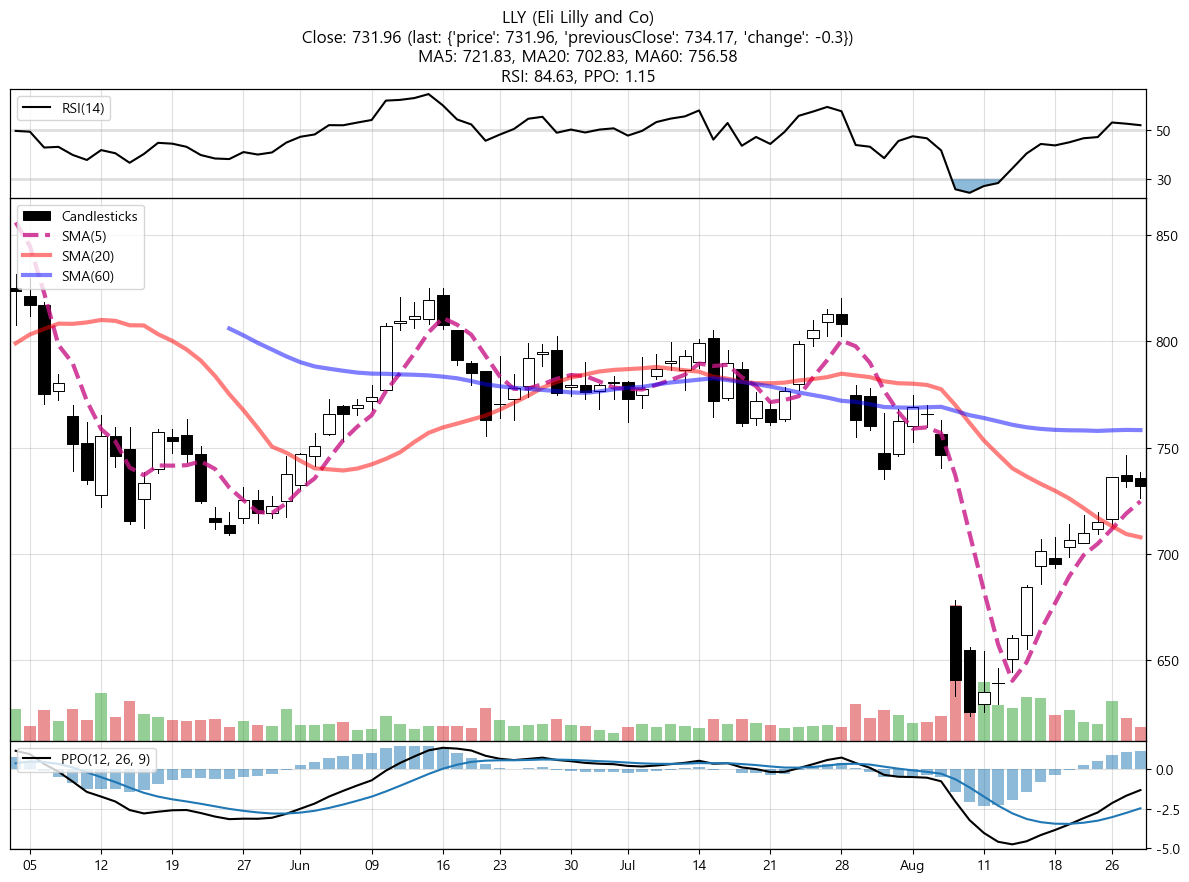 LLY (Eli Lilly and Co)
Close: 731.96 (last: {'price': 731.96, 'previousClose': 734.17, 'change': -0.3})
MA5: 721.83, MA20: 702.83, MA60: 756.58
RSI: 84.63, PPO: 1.15
RSI(14)
50
30
Candlesticks
SMA(5)
SMA(20)
SMA(60)
850
800
750
700
650
PPO(12, 26, 9)
0.0
-2.5
-5.0
05 12 19 27 Jun 09 16 23 30 Jul 14 21 28 Aug 11 18 26